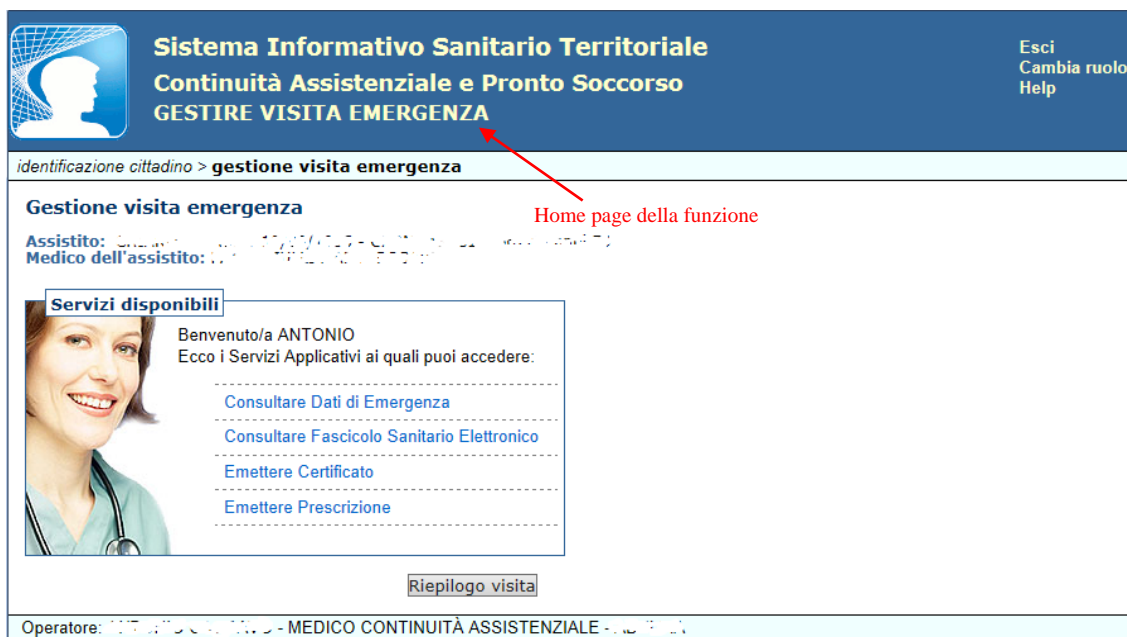 Sistema Informativo Sanitario Territoriale
Continuità Assistenziale e Pronto Soccorso
GESTIRE VISITA EMERGENZA
Esci
Cambia ruolo
Help
identificazione cittadino > gestione visita emergenza
Home page della funzione
Gestione visita emergenza
Assistito:
Medico dell'assistito:
Servizi disponibili
Benvenuto/a ANTONIO
Ecco i Servizi Applicativi ai quali puoi accedere:
Consultare Dati di Emergenza
Consultare Fascicolo Sanitario Elettronico
Emettere Certificato
Emettere Prescrizione
Riepilogo visita
Operatore: - MEDICO CONTINUITÀ ASSISTENZIALE -